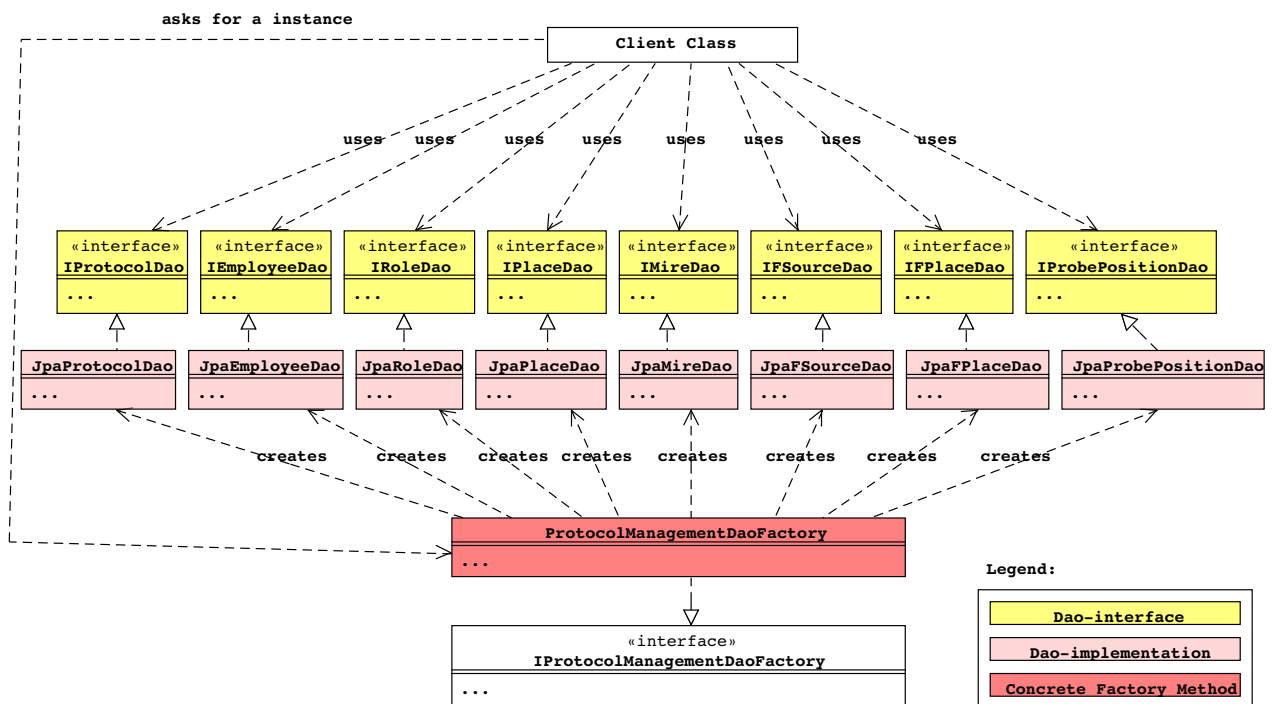 asks for a instance
Client Class
uses uses uses uses uses uses uses uses
«interface» «interface» «interface» «interface» «interface» «interface» «interface» «interface»
IProtocolDao IEmployeeDao IRoleDao IPlaceDao IMireDao IFSourceDao IFPlaceDao IProbePositionDao
... ... ... ... ... ... ... ...
JpaProtocolDao JpaEmployeeDao JpaRoleDao JpaPlaceDao JpaMireDao JpaFSourceDao JpaFPlaceDao JpaProbePositionDao
... ... ... ... ... ... ... ...
creates creates creates creates creates creates creates creates
ProtocolManagementDaoFactory
...
«interface»
IProtocolManagementDaoFactory
...
Legend:
Dao-interface
Dao-implementation
Concrete Factory Method